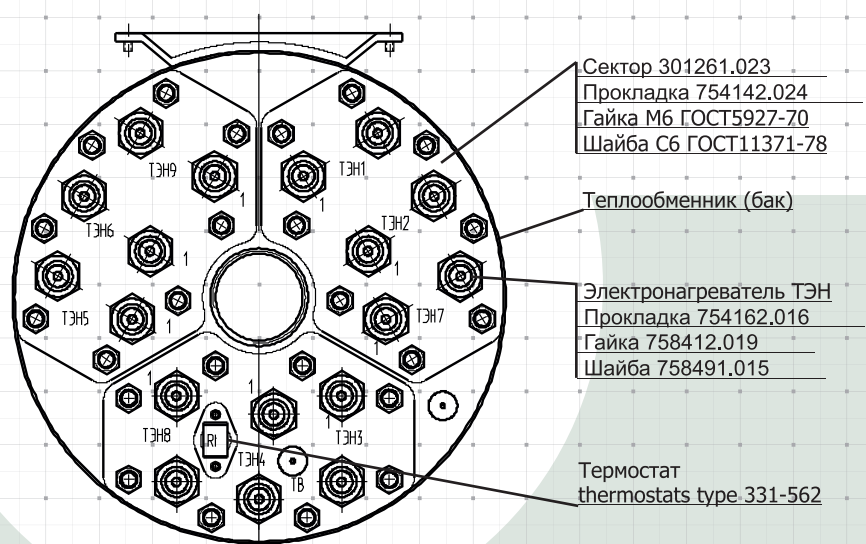 Сектор 301261.023
Прокладка 754142.024
Гайка М6 ГОСТ5927-70
Шайба С6 ГОСТ11371-78
ТЭН9
ТЭН1
1
1
Теплообменник (бак)
ТЭН6
ТЭН2
1
1
Электронагреватель ТЭН
Прокладка 754162.016
Гайка 758412.019
Шайба 758491.015
ТЭН5
1
ТЭН7
1
1
1
1
ТЭН8
ТЭН3
ТЭН4
ТВ
Термостат
thermostats type 331-562